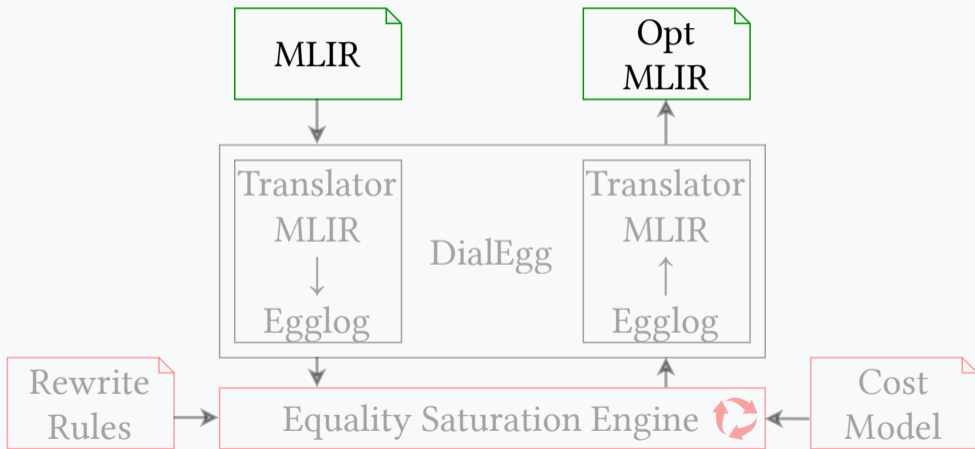 MLIR
Opt
MLIR
Translator
MLIR
↓
Egglog
DialEgg
Translator
MLIR
↑
Egglog
Rewrite
Rules
Equality Saturation Engine
Cost
Model